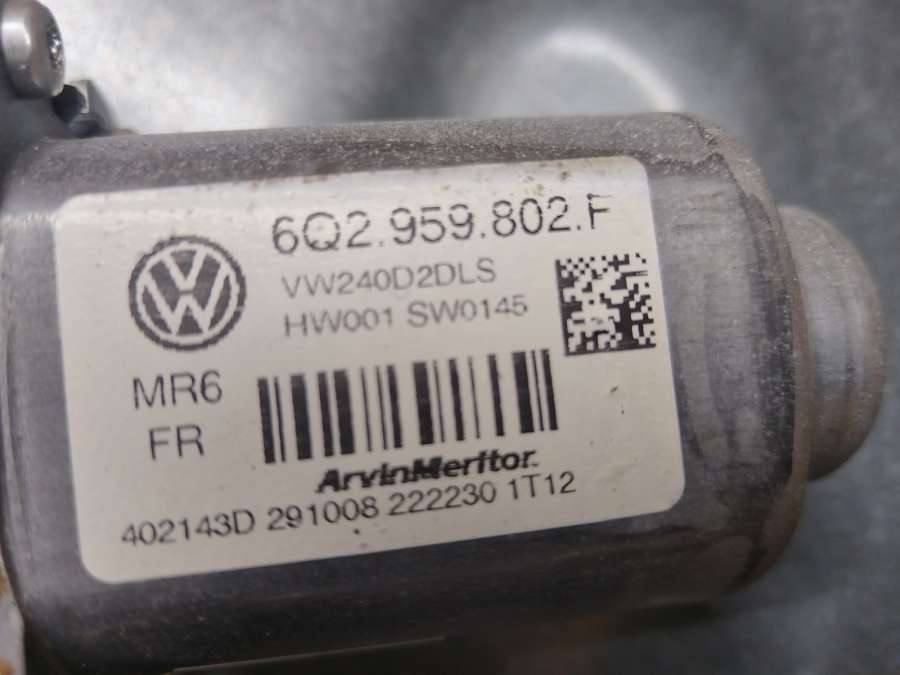 6Q2.959.802.F
VW240D2DLS
HW001 SW0145
MR6
FR
ArvinMeritor.
402143D 291008 222230 1T12